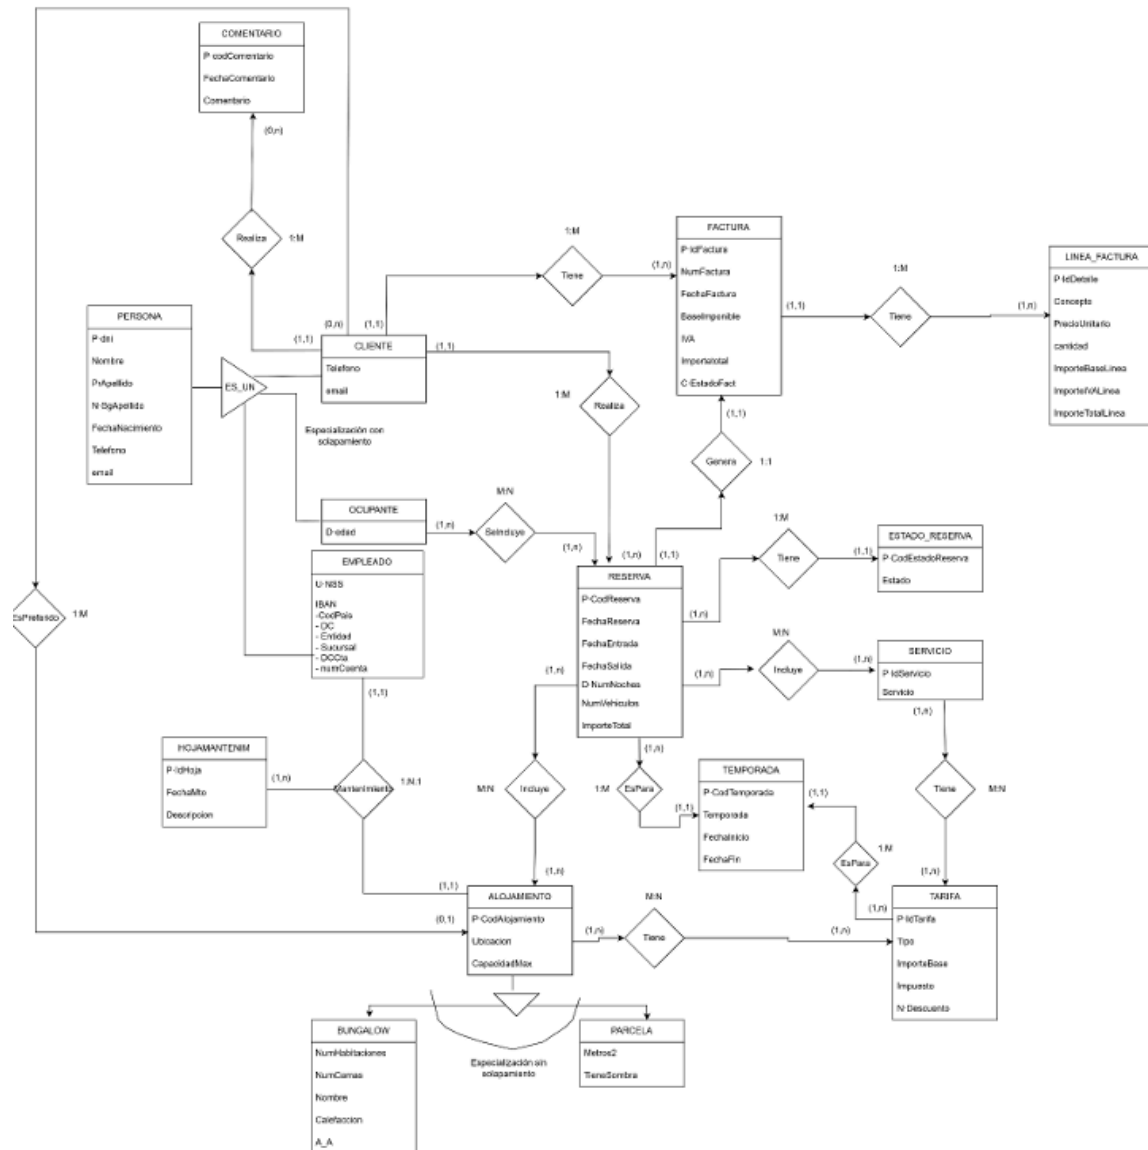 COMENTARIO
P-codComentario
FechaComentario
Comentario
(0,n)
Realiza
1:M
(1,1)
(0,n)
(1,1)
PERSONA
P-dni
Nombre
PrApellido
N-SgApellido
FechaNacimiento
Telefono
email
ES_UN
CLIENTE
Telefono
email
(1,1)
Especialización con
solapamiento
1:M
Tiene
(1,n)
FACTURA
P-IdFactura
NumFactura
FechaFactura
BaseImponible
IVA
Importetotal
C-EstadoFact
(1,1)
1:M
Tiene
(1,n)
LINEA_FACTURA
P-IdDetalle
Concepto
PrecioUnitario
cantidad
ImporteBaseLinea
ImporteIVALinea
ImporteTotalLinea
1:M
Realiza
(1,1)
Genera
1:1
OCUPANTE
D-edad
(1,n)
M:N
SeIncluye
(1,n)
(1,n)
(1,1)
EMPLEADO
U-NSS
IBAN
-CodPais
- DC
- Entidad
- Sucursal
- DCCta
- numCuenta
(1,1)
EsPreferido
1:M
RESERVA
P-CodReserva
FechaReserva
FechaEntrada
FechaSalida
D-NumNoches
NumVehiculos
ImporteTotal
(1,n)
1:M
Tiene
(1,1)
ESTADO_RESERVA
P-CodEstadoReserva
Estado
(1,n)
M:N
Incluye
(1,n)
SERVICIO
P-IdServicio
Servicio
(1,n)
(1,n)
HOJAMANTENIM
P-IdHoja
FechaMto
Descripcion
(1,n)
Mantenimiento
1:N:1
M:N
Incluye
(1,n)
1:M
EsPara
(1,1)
TEMPORADA
P-CodTemporada
Temporada
FechaInicio
FechaFin
(1,1)
1:M
EsPara
(1,n)
Tiene
M:N
(1,n)
(1,1)
(1,n)
(0,1)
ALOJAMIENTO
P-CodAlojamiento
Ubicacion
CapacidadMax
(1,n)
M:N
Tiene
(1,n)
TARIFA
P-IdTarifa
Tipo
ImporteBase
Impuesto
N-Descuento
BUNGALOW
NumHabitaciones
NumCamas
Nombre
Calefaccion
A_A
Especialización sin
solapamiento
PARCELA
Metros2
TieneSombra